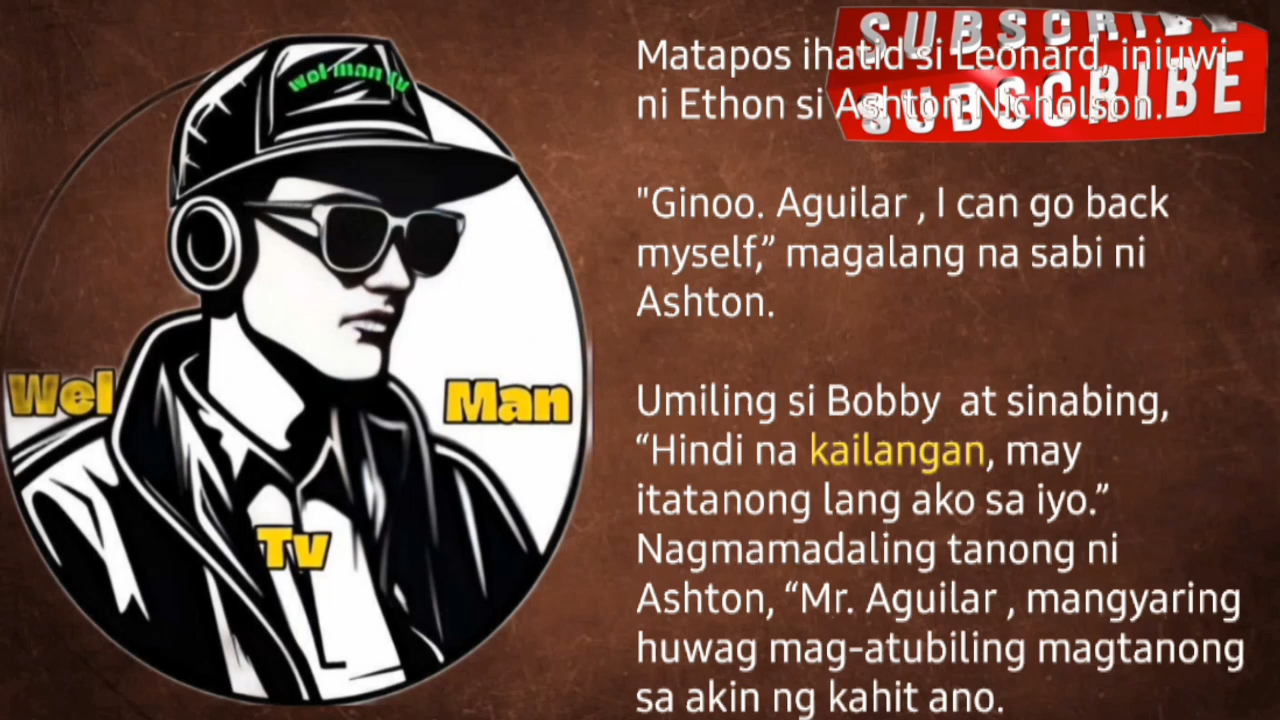 SUBSCRIBE
SUBSCRIBE
Matapos ihatid si Leonard, iniuwi
ni Ethon si Ashton Nicholson.
"Ginoo. Aguilar , I can go back
myself,” magalang na sabi ni
Ashton.
Umiling si Bobby  at sinabing,
“Hindi na kailangan, may
itatanong lang ako sa iyo.”
Nagmamadaling tanong ni
Ashton, “Mr. Aguilar , mangyaring
huwag mag-atubiling magtanong
sa akin ng kahit ano.
wel man tv
Wel
Man
Tv